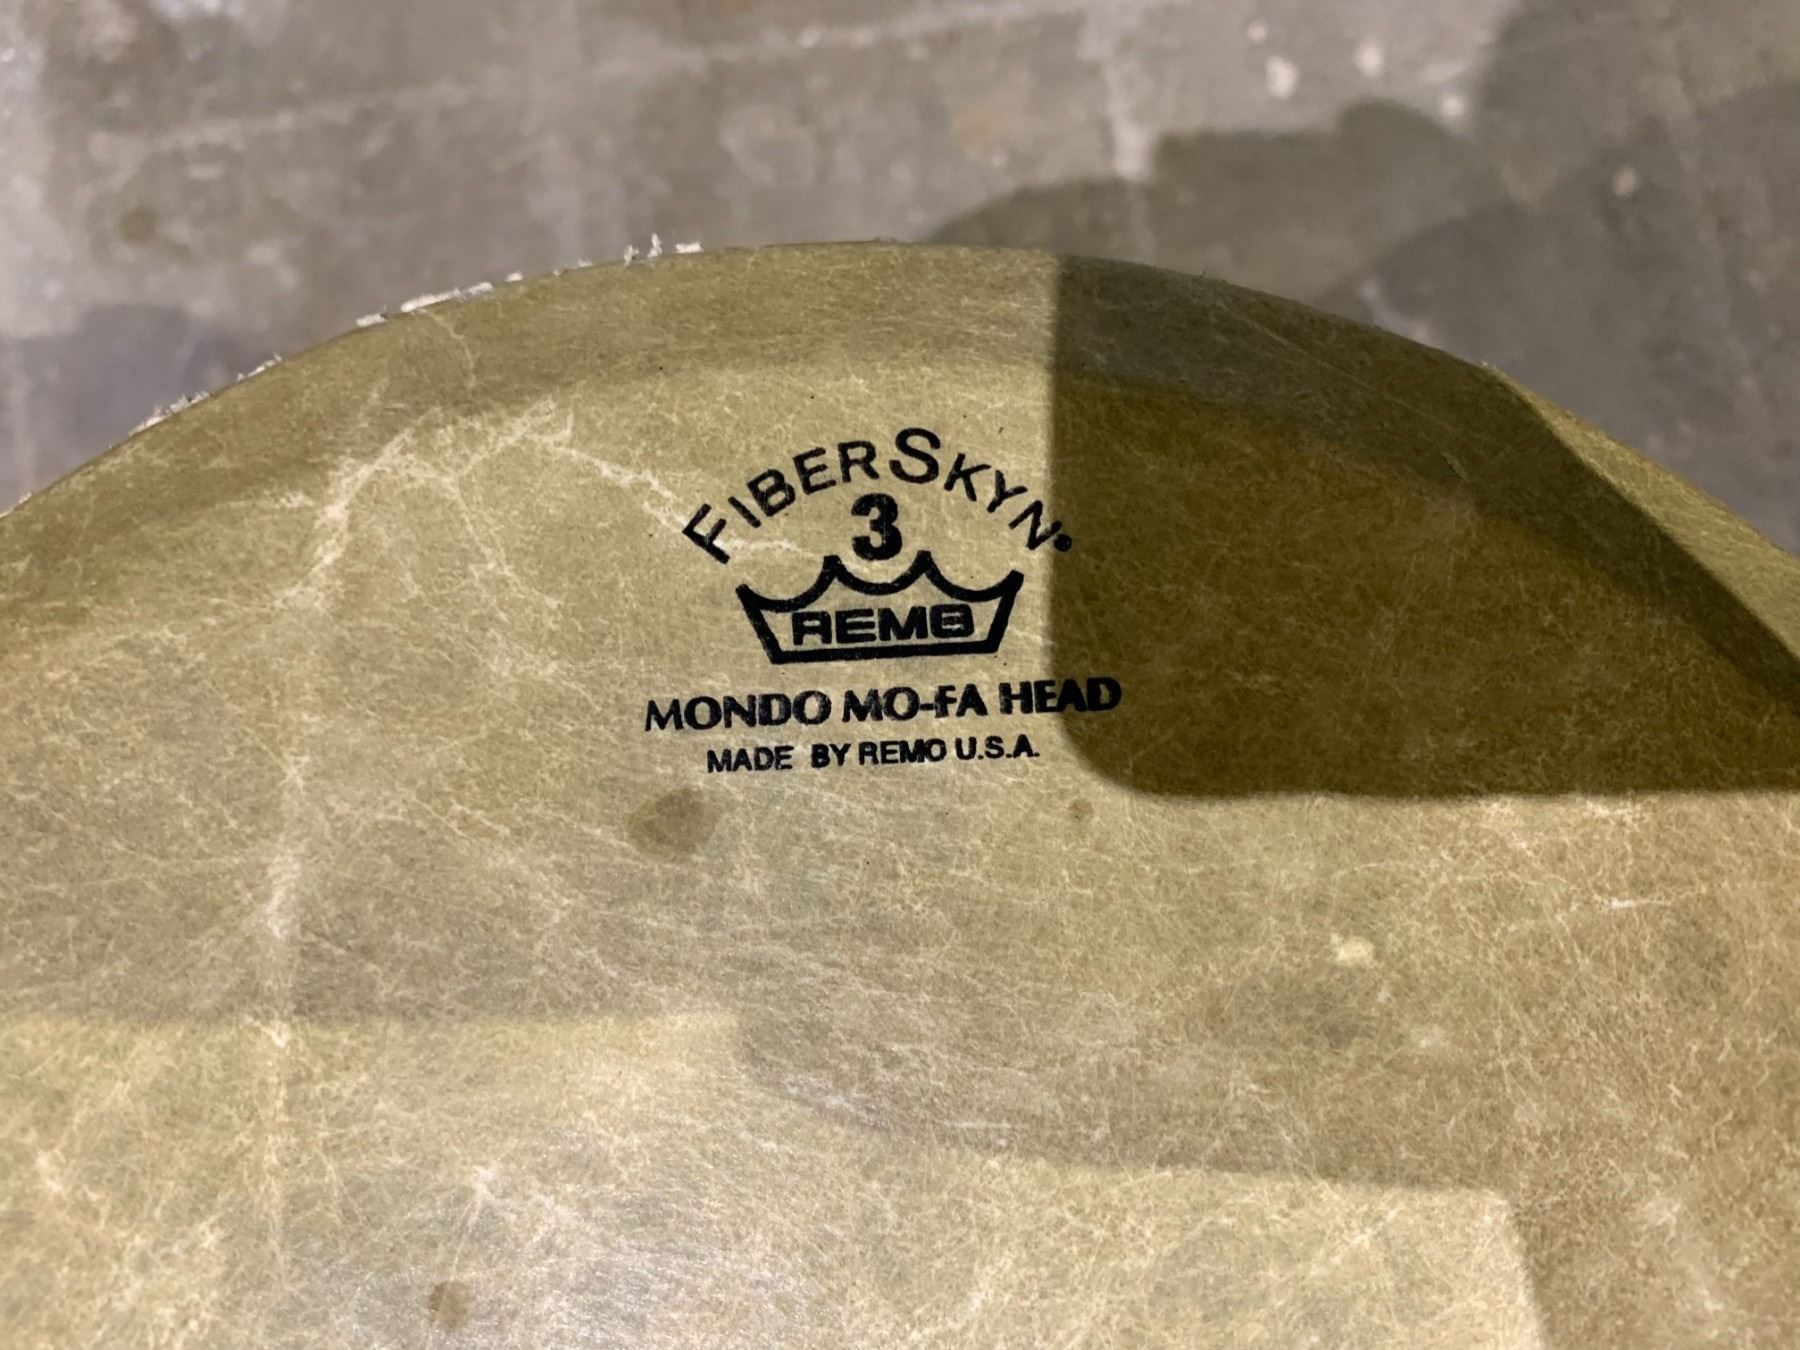 FIBERSKYN
3
REMO
MONDO MO-FA HEAD
MADE BY REMO U.S.A.